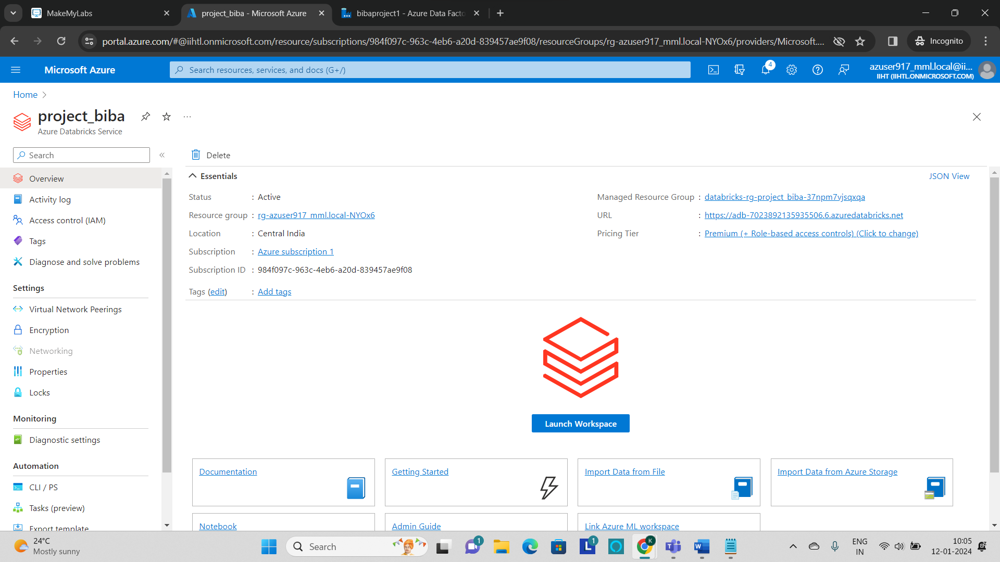 MakeMyLabs
project_biba - Microsoft Azure
bibaproject1 - Azure Data Facto
portal.azure.com/#@iihtl.onmicrosoft.com/resource/subscriptions/984f097c-963c-4eb6-a20d-839457ae9f08/resourceGroups/rg-azuser917_mml.local-NYOx6/providers/Microsoft....
Incognito
Microsoft Azure
Search resources, services, and docs (G+/)
4
azuser917_mml.local@ii...
IIHT (IIHTL.ONMICROSOFT.COM)
Home
project_biba
...
Azure Databricks Service
Search
«
Delete
Overview
Activity log
Access control (IAM)
Tags
Diagnose and solve problems
Settings
Virtual Network Peerings
Encryption
Networking
Properties
Locks
Monitoring
Diagnostic settings
Automation
CLI / PS
Tasks (preview)
Export template
Essentials
JSON View
Status : Active
Resource group : rg-azuser917_mml.local-NYOx6
Location : Central India
Subscription : Azure subscription 1
Subscription ID : 984f097c-963c-4eb6-a20d-839457ae9f08
Tags (edit) : Add tags
Managed Resource Group : databricks-rg-project_biba-37npm7vjsqxqa
URL : https://adb-7023892135935506.6.azuredatabricks.net
Pricing Tier : Premium (+ Role-based access controls) (Click to change)
Launch Workspace
Documentation
Getting Started
Import Data from File
Import Data from Azure Storage
Notebook
Admin Guide
Link Azure ML workspace
24°C
Mostly sunny
Search
1
L
1
K
ENG
IN
10:05
12-01-2024